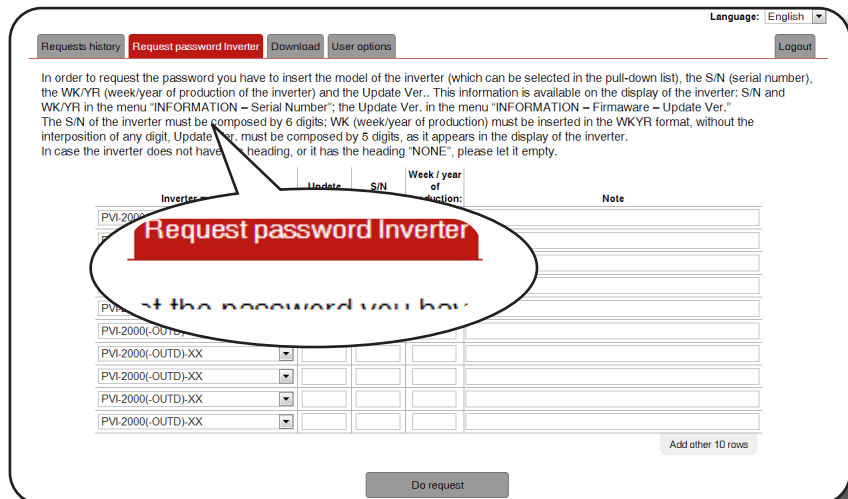 Language: English
Requests history Request password Inverter Download User options Logout
In order to request the password you have to insert the model of the inverter (which can be selected in the pull-down list), the S/N (serial number),
the WK/YR (week/year of production of the inverter) and the Update Ver.. This information is available on the display of the inverter: S/N and
WK/YR in the menu “INFORMATION – Serial Number”; the Update Ver. in the menu “INFORMATION – Firmaware – Update Ver.”
The S/N of the inverter must be composed by 6 digits; WK (week/year of production) must be inserted in the WKYR format, without the
interposition of any digit, Update Ver. must be composed by 5 digits, as it appears in the display of the inverter.
In case the inverter does not have heading, or it has the heading “NONE”, please let it empty.
Week / year
Update S/N of
Inverter Note
PVI-2000
Request password Inverter
the password you
PVI-2000(-OUTD)-XX
PVI-2000(-OUTD)-XX
PVI-2000(-OUTD)-XX
PVI-2000(-OUTD)-XX
PVI-2000(-OUTD)-XX
Add other 10 rows
Do request